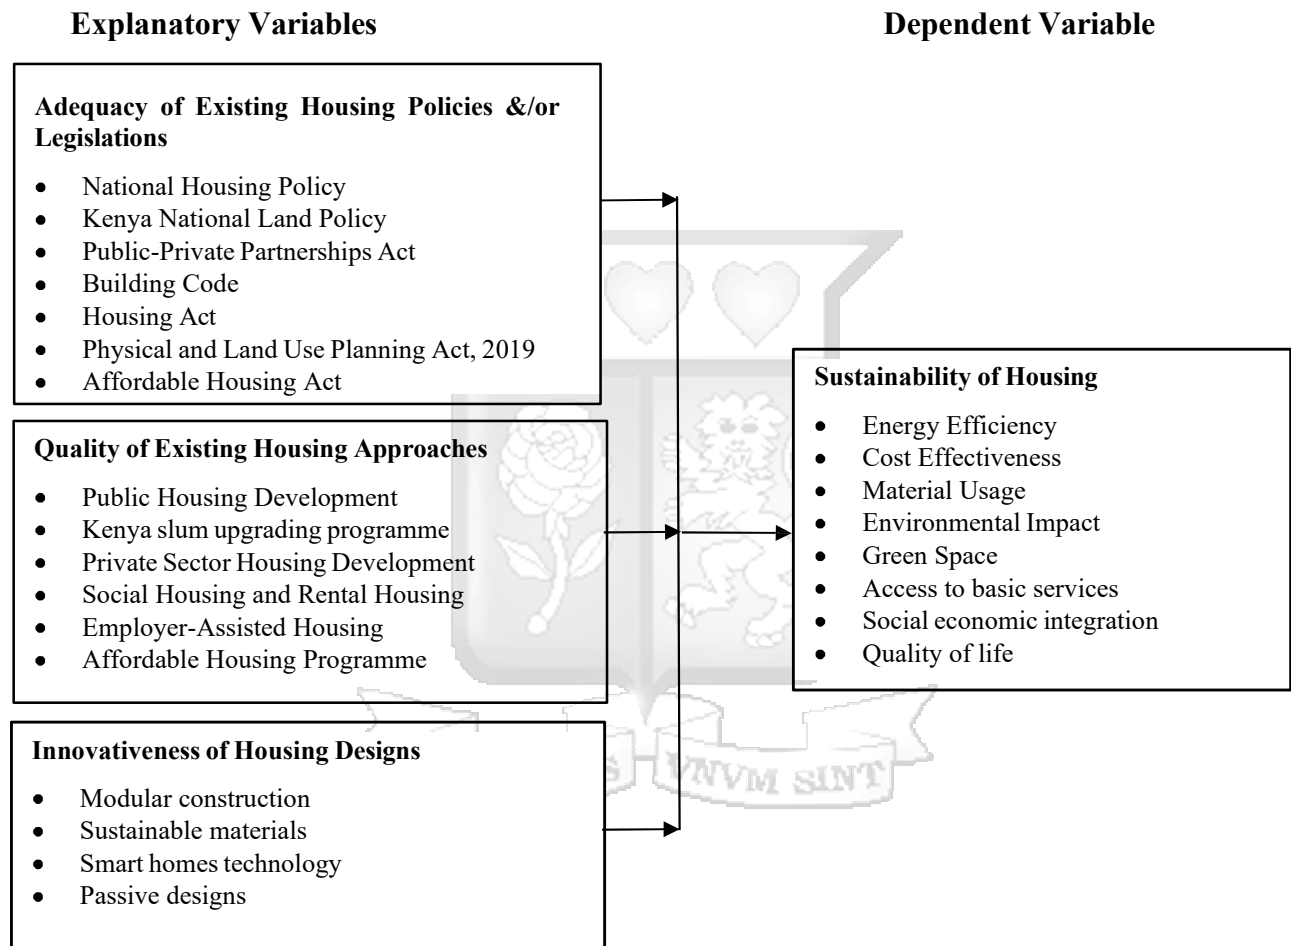 Explanatory Variables
Dependent Variable
Adequacy of Existing Housing Policies &/or
Legislations
• National Housing Policy
• Kenya National Land Policy
• Public-Private Partnerships Act
• Building Code
• Housing Act
• Physical and Land Use Planning Act, 2019
• Affordable Housing Act
Quality of Existing Housing Approaches
• Public Housing Development
• Kenya slum upgrading programme
• Private Sector Housing Development
• Social Housing and Rental Housing
• Employer-Assisted Housing
• Affordable Housing Programme
Innovativeness of Housing Designs
• Modular construction
• Sustainable materials
• Smart homes technology
• Passive designs
Sustainability of Housing
• Energy Efficiency
• Cost Effectiveness
• Material Usage
• Environmental Impact
• Green Space
• Access to basic services
• Social economic integration
• Quality of life
VNVM SINT